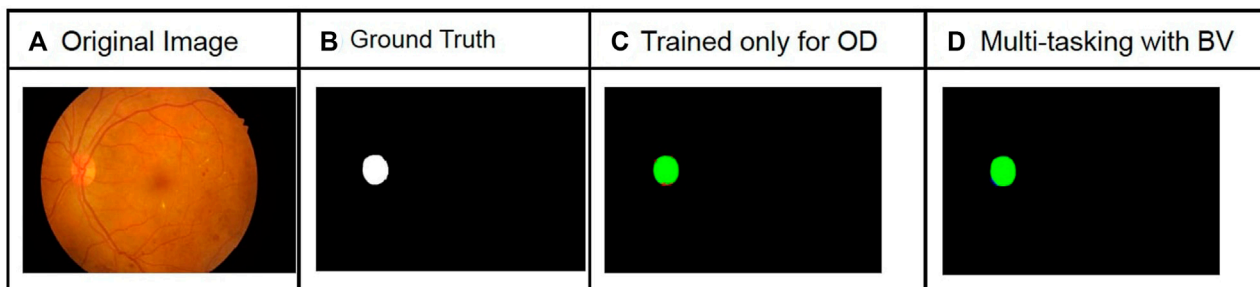 A Original Image
B Ground Truth
C Trained only for OD
D Multi-tasking with BV